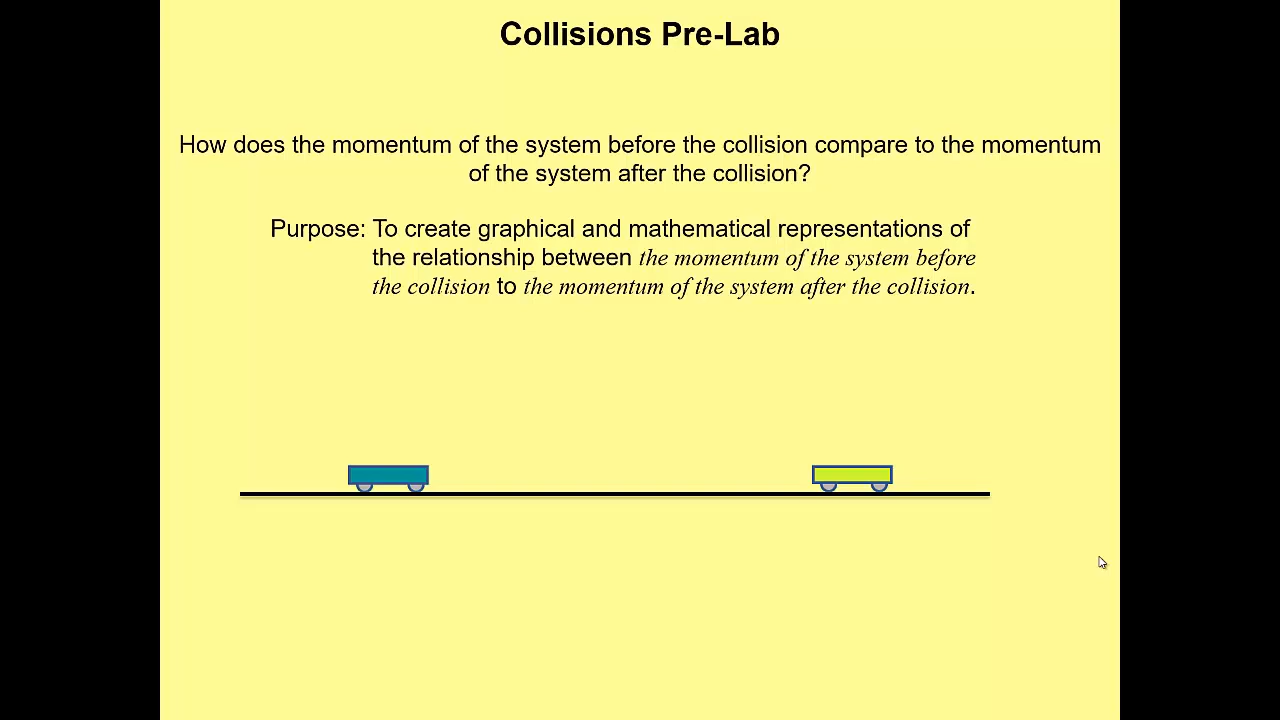 Collisions Pre-Lab
How does the momentum of the system before the collision compare to the momentum
of the system after the collision?
Purpose: To create graphical and mathematical representations of
the relationship between the momentum of the system before
the collision to the momentum of the system after the collision.